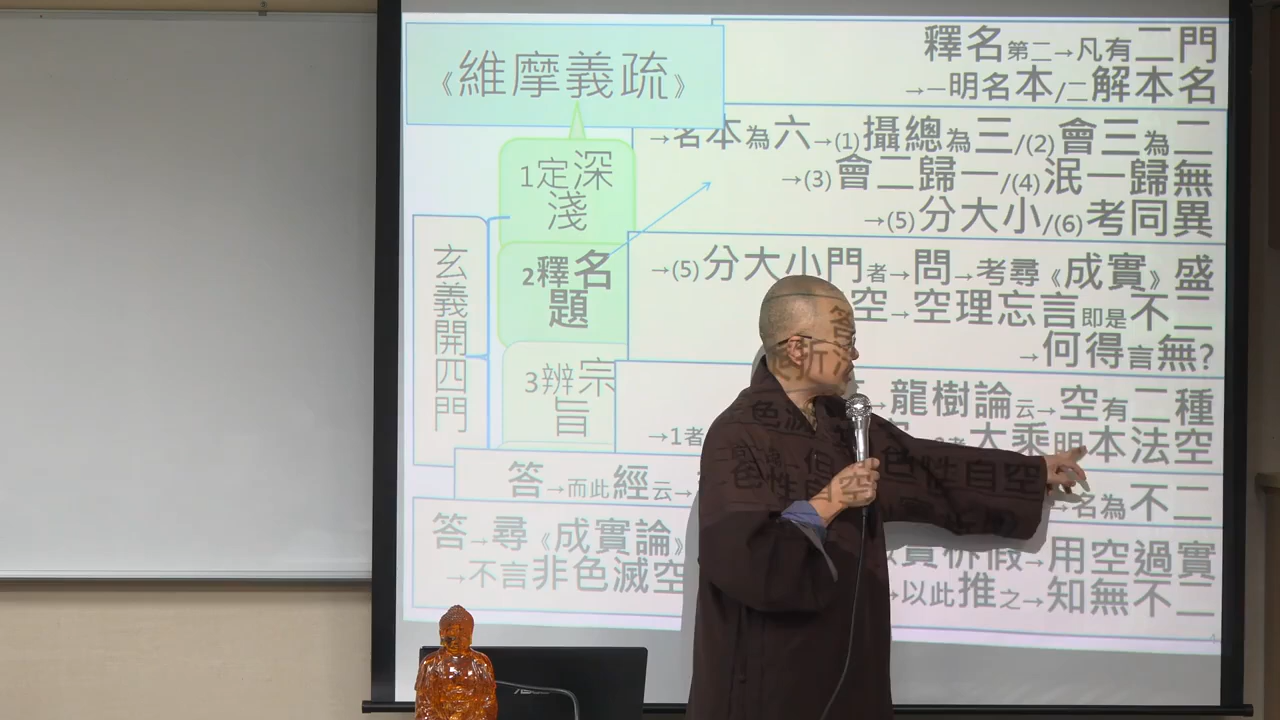 《維摩義疏》
釋名第二→凡有二門
→一明名本/二解本名
→名本為六→(1)攝總為三/(2)會三為二
→(3)會二歸一/(4)泯一歸無
→(5)分大小/(6)考同異
1定深
淺
2釋名
題
3辨宗
旨
玄義開四門
→(5)分大小門者→問→考尋《成實》盛
空→空理忘言即是不二
→何得言無?
→龍樹論云→空有二種
→1者 大乘明本法空
答→而此經云→
色性自空
→名為不二
答→尋《成實論》
析假→用空過實
→不言非色滅空
→以此推之→知無不二